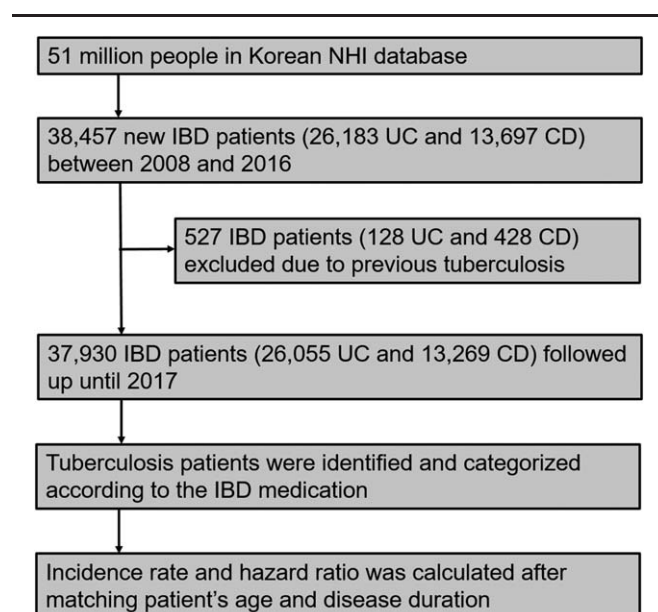 51 million people in Korean NHI database
38,457 new IBD patients (26,183 UC and 13,697 CD)
between 2008 and 2016
527 IBD patients (128 UC and 428 CD)
excluded due to previous tuberculosis
37,930 IBD patients (26,055 UC and 13,269 CD) followed
up until 2017
Tuberculosis patients were identified and categorized
according to the IBD medication
Incidence rate and hazard ratio was calculated after
matching patient's age and disease duration